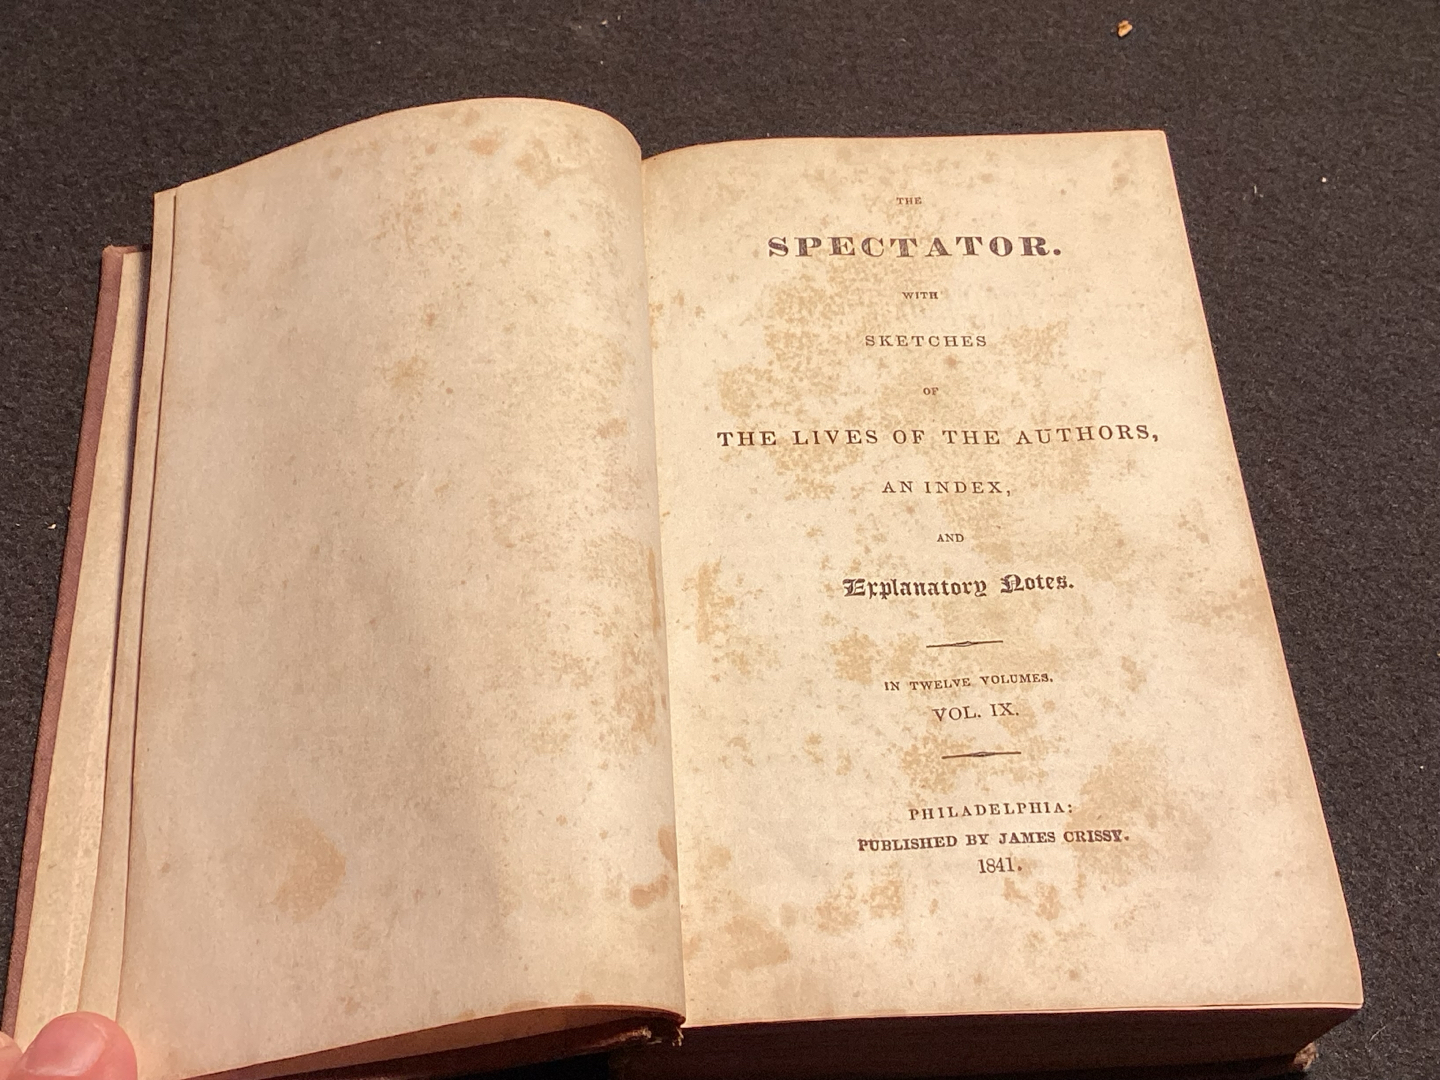 THE
SPECTATOR.
WITH
SKETCHES
OF
THE LIVES OF THE AUTHORS,
AN INDEX,
AND
Explanatory Notes.
IN TWELVE VOLUMES.
VOL. IX.
PHILADELPHIA:
PUBLISHED BY JAMES CRISSY.
1841.